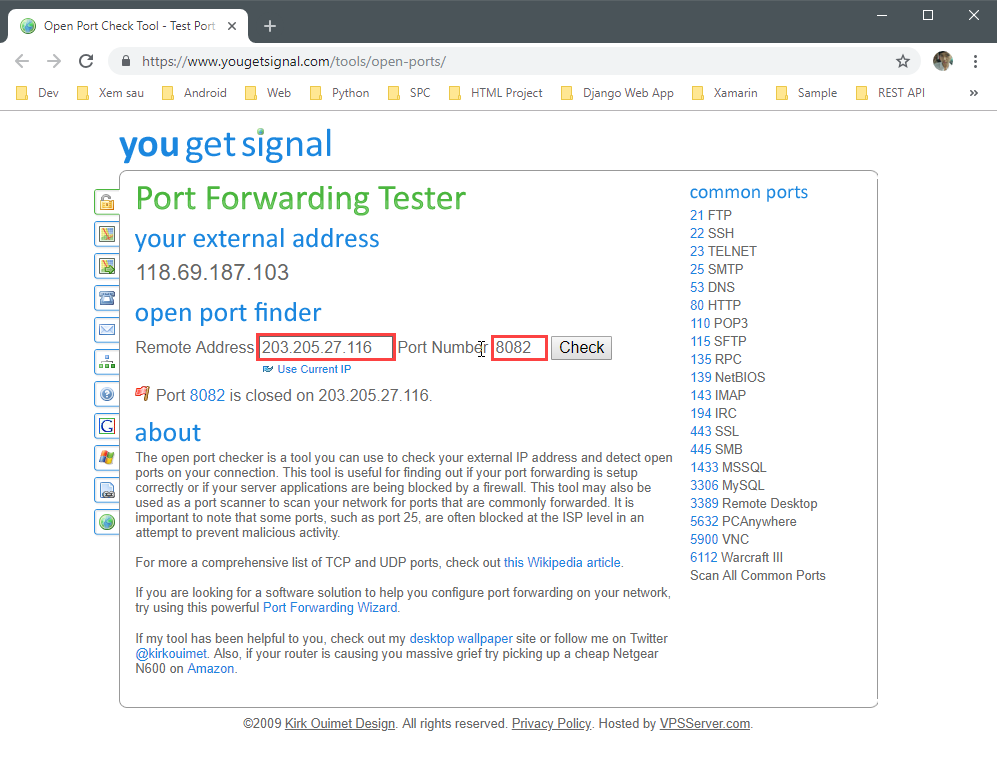 Open Port Check Tool - Test Port
https://www.yougetsignal.com/tools/open-ports/
Dev Xem sau Android Web Python SPC HTML Project Django Web App Xamarin Sample REST API »
you get signal
Port Forwarding Tester
your external address
118.69.187.103
open port finder
Remote Address 203.205.27.116 Port Number 8082 Check
Use Current IP
Port 8082 is closed on 203.205.27.116.
about
The open port checker is a tool you can use to check your external IP address and detect open
ports on your connection. This tool is useful for finding out if your port forwarding is setup
correctly or if your server applications are being blocked by a firewall. This tool may also be
used as a port scanner to scan your network for ports that are commonly forwarded. It is
important to note that some ports, such as port 25, are often blocked at the ISP level in an
attempt to prevent malicious activity.
For more a comprehensive list of TCP and UDP ports, check out this Wikipedia article.
If you are looking for a software solution to help you configure port forwarding on your network,
try using this powerful Port Forwarding Wizard.
If my tool has been helpful to you, check out my desktop wallpaper site or follow me on Twitter
@kirkouimet. Also, if your router is causing you massive grief try picking up a cheap Netgear
N600 on Amazon.
common ports
21 FTP
22 SSH
23 TELNET
25 SMTP
53 DNS
80 HTTP
110 POP3
115 SFTP
135 RPC
139 NetBIOS
143 IMAP
194 IRC
443 SSL
445 SMB
1433 MSSQL
3306 MySQL
3389 Remote Desktop
5632 PCAnywhere
5900 VNC
6112 Warcraft III
Scan All Common Ports
©2009 Kirk Ouimet Design. All rights reserved. Privacy Policy. Hosted by VPSServer.com.